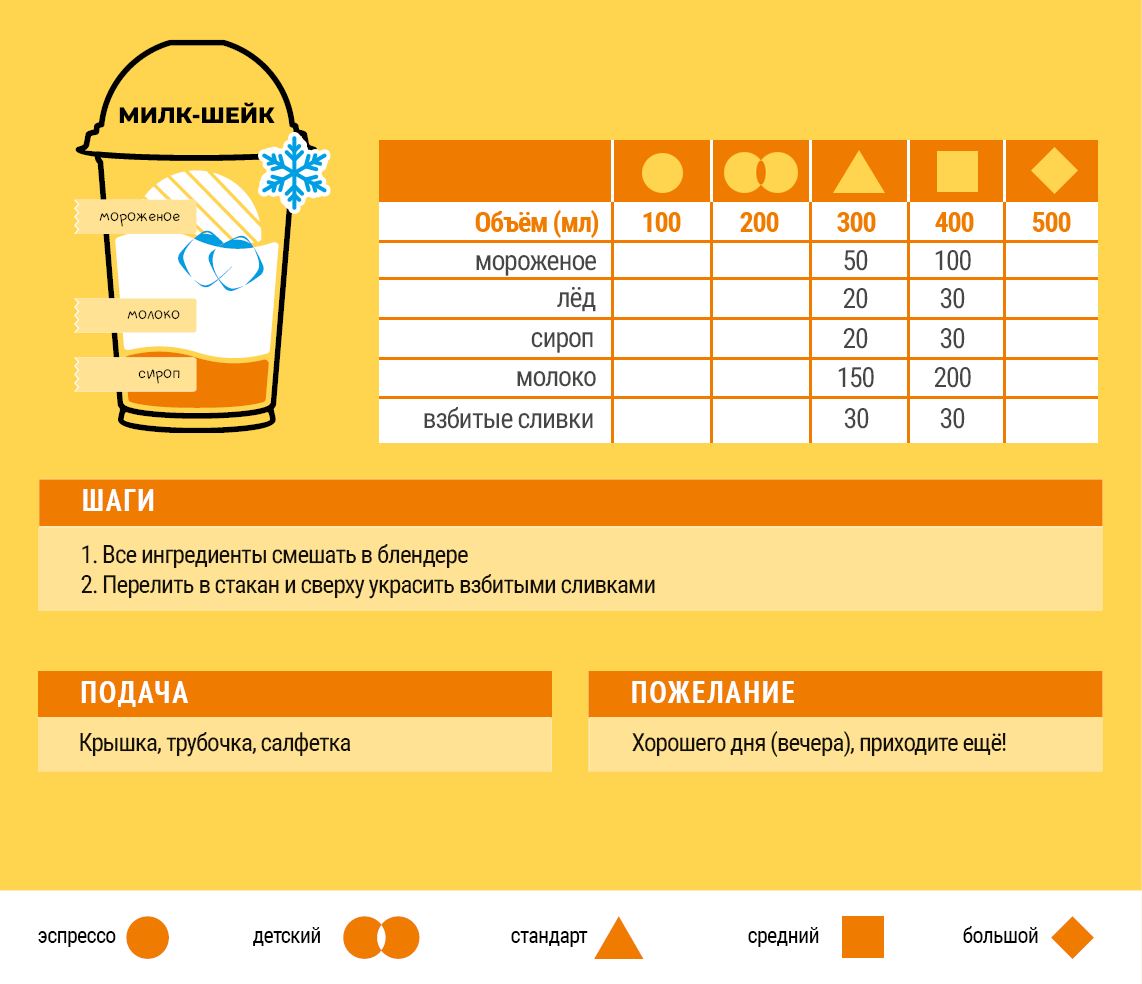 МИЛК-ШЕЙК
мороженое
молоко
сироп
Объём (мл) 100 200 300 400 500
мороженое 50 100
лёд 20 30
сироп 20 30
молоко 150 200
взбитые сливки 30 30
ШАГИ
1. Все ингредиенты смешать в блендере
2. Перелить в стакан и сверху украсить взбитыми сливками
ПОДАЧА
Крышка, трубочка, салфетка
ПОЖЕЛАНИЕ
Хорошего дня (вечера), приходите ещё!
эспрессо детский стандарт средний большой